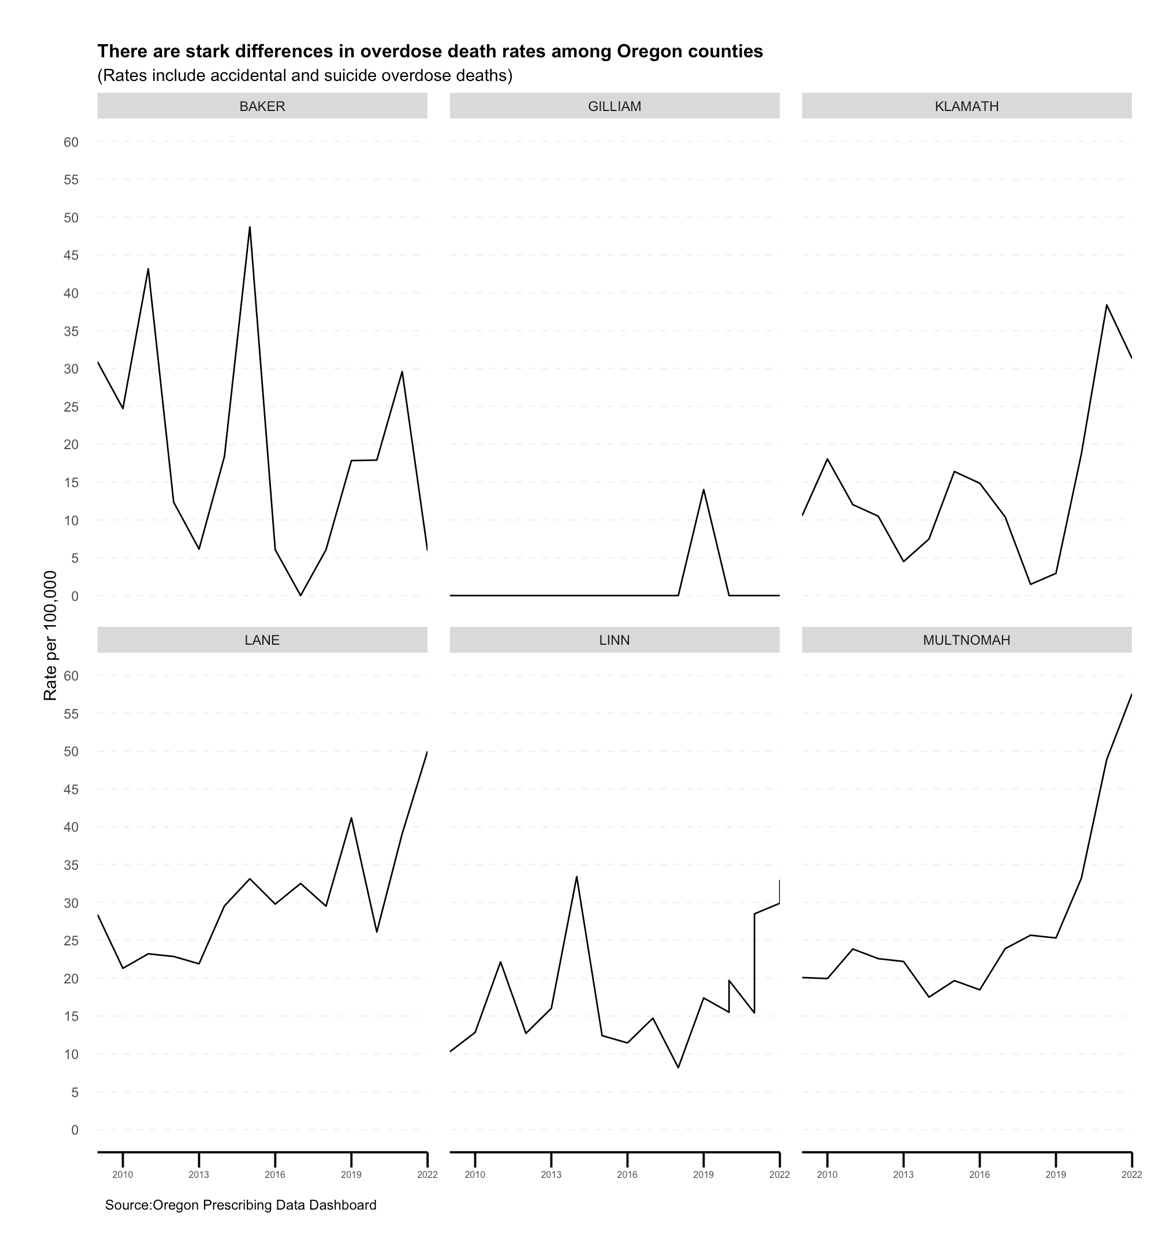 There are stark differences in overdose death rates among Oregon counties
(Rates include accidental and suicide overdose deaths)
BAKER
GILLIAM
KLAMATH
60
55
50
45
40
35
30
25
20
15
10
5
0
Rate per 100,000
LANE
LINN
MULTNOMAH
60
55
50
45
40
35
30
25
20
15
10
5
0
2010 2013 2016 2019 2022
2010 2013 2016 2019 2022
2010 2013 2016 2019 2022
Source:Oregon Prescribing Data Dashboard